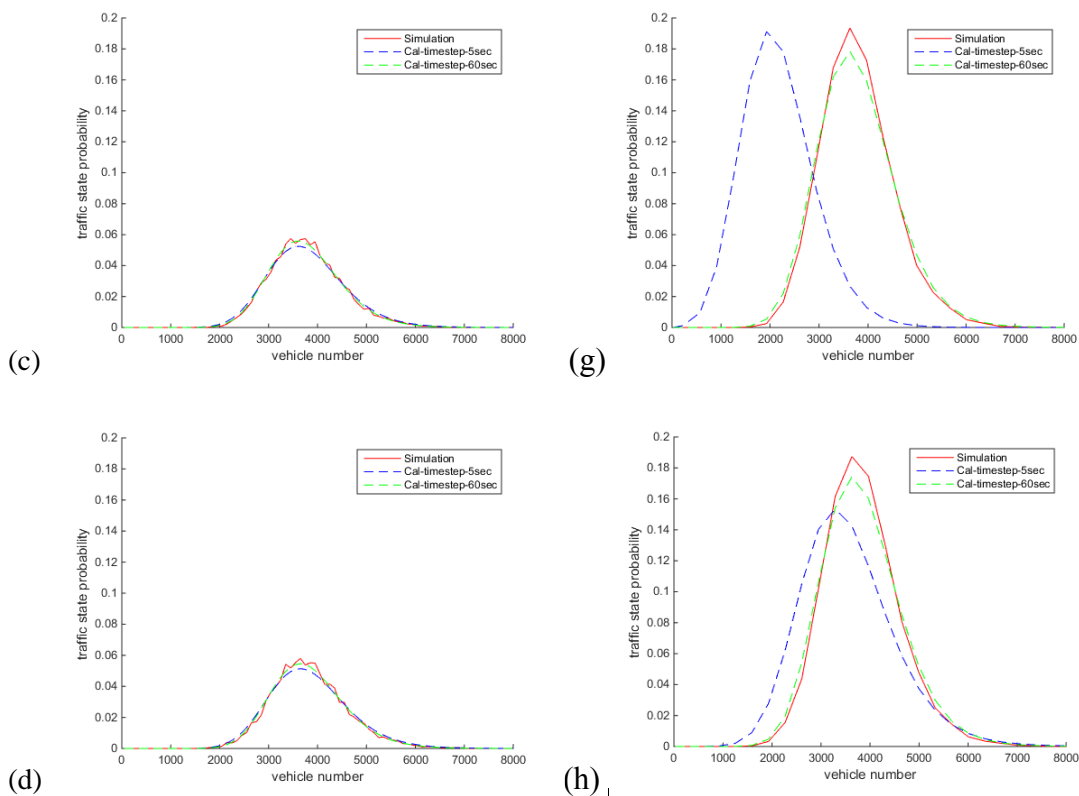 0.2
0.18
0.16
0.14
0.12
0.1
0.08
0.06
0.04
0.02
0
traffic state probability
Simulation
Cal-timestep-5sec
Cal-timestep-60sec
0 1000 2000 3000 4000 5000 6000 7000 8000
vehicle number
(c)
0.2
0.18
0.16
0.14
0.12
0.1
0.08
0.06
0.04
0.02
0
traffic state probability
Simulation
Cal-timestep-5sec
Cal-timestep-60sec
0 1000 2000 3000 4000 5000 6000 7000 8000
vehicle number
(g)
0.2
0.18
0.16
0.14
0.12
0.1
0.08
0.06
0.04
0.02
0
traffic state probability
Simulation
Cal-timestep-5sec
Cal-timestep-60sec
0 1000 2000 3000 4000 5000 6000 7000 8000
vehicle number
(d)
0.2
0.18
0.16
0.14
0.12
0.1
0.08
0.06
0.04
0.02
0
traffic state probability
Simulation
Cal-timestep-5sec
Cal-timestep-60sec
0 1000 2000 3000 4000 5000 6000 7000 8000
vehicle number
(h)